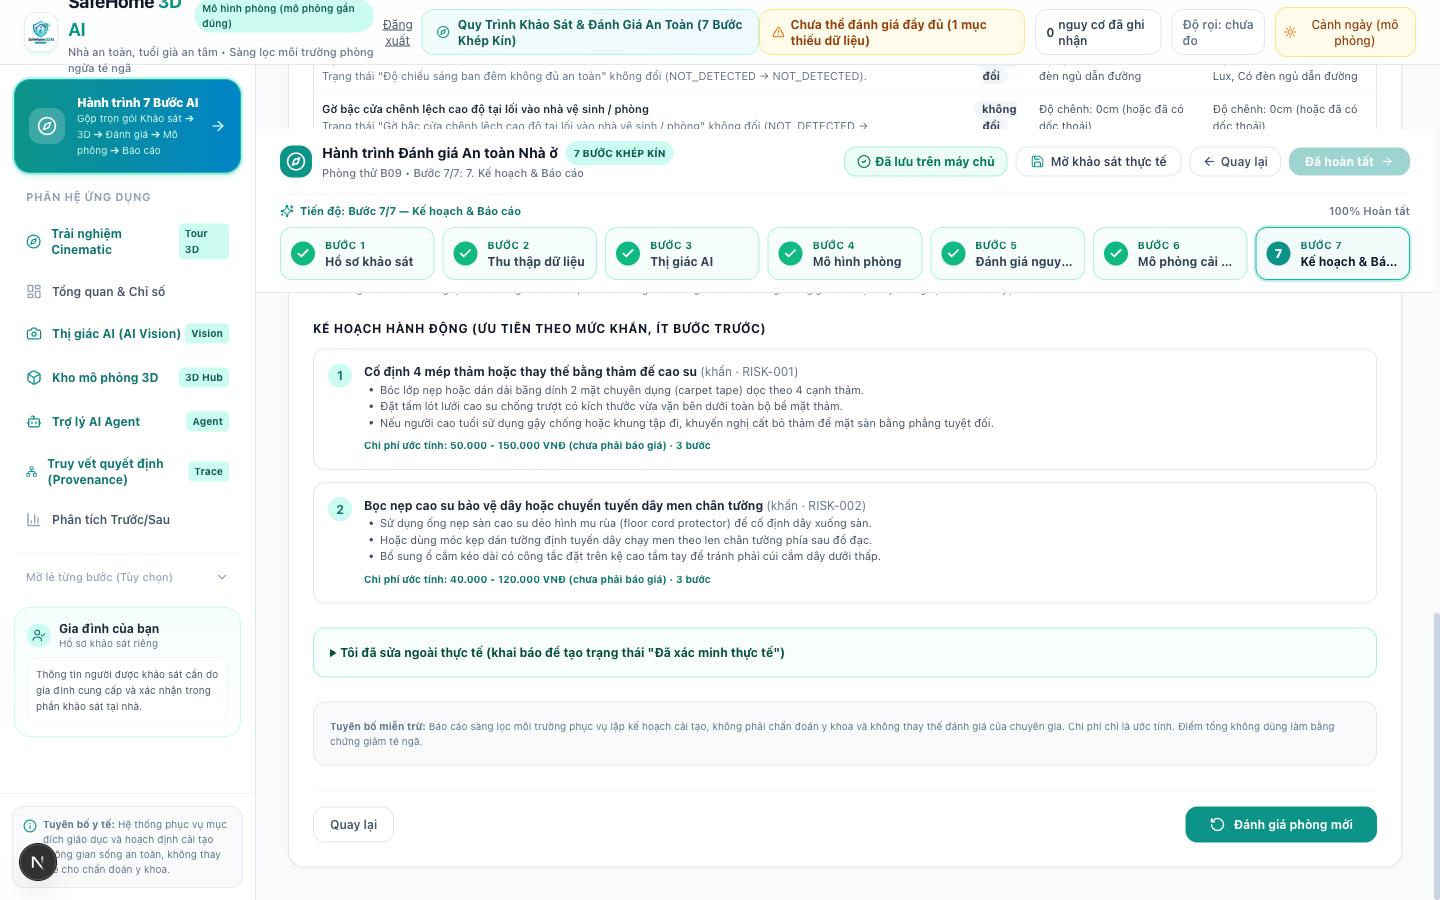 SafeHome 3D
AI
Nhà an toàn, tuổi già an tâm • Sàng lọc môi trường phòng
ngừa té ngã
Mô hình phòng (mô phỏng gần
đúng)
Đăng
xuất
Quy Trình Khảo Sát & Đánh Giá An Toàn (7 Bước
Khép Kín)
Chưa thể đánh giá đầy đủ (1 mục
thiếu dữ liệu)
0 nguy cơ đã ghi
nhận
Độ rọi: chưa
đo
Cảnh ngày (mô
phỏng)
Hành trình 7 Bước AI
Gộp trọn gói Khảo sát →
3D → Đánh giá → Mô
phỏng → Báo cáo
PHÂN HỆ ỨNG DỤNG
Trải nghiệm
Cinematic
Tour
3D
Tổng quan & Chỉ số
Thị giác AI (AI Vision) Vision
Kho mô phỏng 3D 3D Hub
Trợ lý AI Agent Agent
Truy vết quyết định
(Provenance)
Trace
Phân tích Trước/Sau
Mở lẻ từng bước (Tùy chọn)
Gia đình của bạn
Hồ sơ khảo sát riêng
Thông tin người được khảo sát cần do
gia đình cung cấp và xác nhận trong
phần khảo sát tại nhà.
Tuyên bố y tế: Hệ thống phục vụ mục
đích giáo dục và hoạch định cải tạo
gian sống an toàn, không thay
cho chẩn đoán y khoa.
N
Trạng thái "Độ chiếu sáng ban đêm không đủ an toàn" không đổi (NOT_DETECTED → NOT_DETECTED).
đổi
đèn ngủ dẫn đường
Lux, Có đèn ngủ dẫn đường
Gờ bậc cửa chênh lệch cao độ tại lối vào nhà vệ sinh / phòng
không
đổi
Độ chênh: 0cm (hoặc đã có
dốc thoải)
Độ chênh: 0cm (hoặc đã có
dốc thoải)
Trạng thái "Gờ bậc cửa chênh lệch cao độ tại lối vào nhà vệ sinh / phòng" không đổi (NOT_DETECTED →
Hành trình Đánh giá An toàn Nhà ở 7 BƯỚC KHÉP KÍN
Phòng thử B09 • Bước 7/7: 7. Kế hoạch & Báo cáo
Đã lưu trên máy chủ
Mở khảo sát thực tế
← Quay lại
Đã hoàn tất →
Tiến độ: Bước 7/7 — Kế hoạch & Báo cáo
100% Hoàn tất
BƯỚC 1
Hồ sơ khảo sát
BƯỚC 2
Thu thập dữ liệu
BƯỚC 3
Thị giác AI
BƯỚC 4
Mô hình phòng
BƯỚC 5
Đánh giá nguy...
BƯỚC 6
Mô phỏng cải ...
7
BƯỚC 7
Kế hoạch & Bá...
KẾ HOẠCH HÀNH ĐỘNG (ƯU TIÊN THEO MỨC KHẨN, ÍT BƯỚC TRƯỚC)
1
Cố định 4 mép thảm hoặc thay thế bằng thảm đế cao su (khẩn · RISK-001)
• Bóc lớp nẹp hoặc dán dải băng dính 2 mặt chuyên dụng (carpet tape) dọc theo 4 cạnh thảm.
• Đặt tấm lót lưới cao su chống trượt có kích thước vừa vặn bên dưới toàn bộ bề mặt thảm.
• Nếu người cao tuổi sử dụng gậy chống hoặc khung tập đi, khuyến nghị cất bỏ thảm để mặt sàn bằng phẳng tuyệt đối.
Chi phí ước tính: 50.000 - 150.000 VNĐ (chưa phải báo giá) · 3 bước
2
Bọc nẹp cao su bảo vệ dây hoặc chuyển tuyến dây men chân tường (khẩn · RISK-002)
• Sử dụng ống nẹp sàn cao su dẻo hình mu rùa (floor cord protector) để cố định dây xuống sàn.
• Hoặc dùng móc kẹp dán tường định tuyến dây chạy men theo len chân tường phía sau đồ đạc.
• Bổ sung ổ cắm kéo dài có công tắc đặt trên kệ cao tầm tay để tránh phải cúi cắm dây dưới thấp.
Chi phí ước tính: 40.000 - 120.000 VNĐ (chưa phải báo giá) · 3 bước
▶ Tôi đã sửa ngoài thực tế (khai báo để tạo trạng thái "Đã xác minh thực tế")
Tuyên bố miễn trừ: Báo cáo sàng lọc môi trường phục vụ lập kế hoạch cải tạo, không phải chẩn đoán y khoa và không thay thế đánh giá của chuyên gia. Chi phí chỉ là ước tính. Điểm tổng không dùng làm bằng
chứng giảm té ngã.
Quay lại
Đánh giá phòng mới